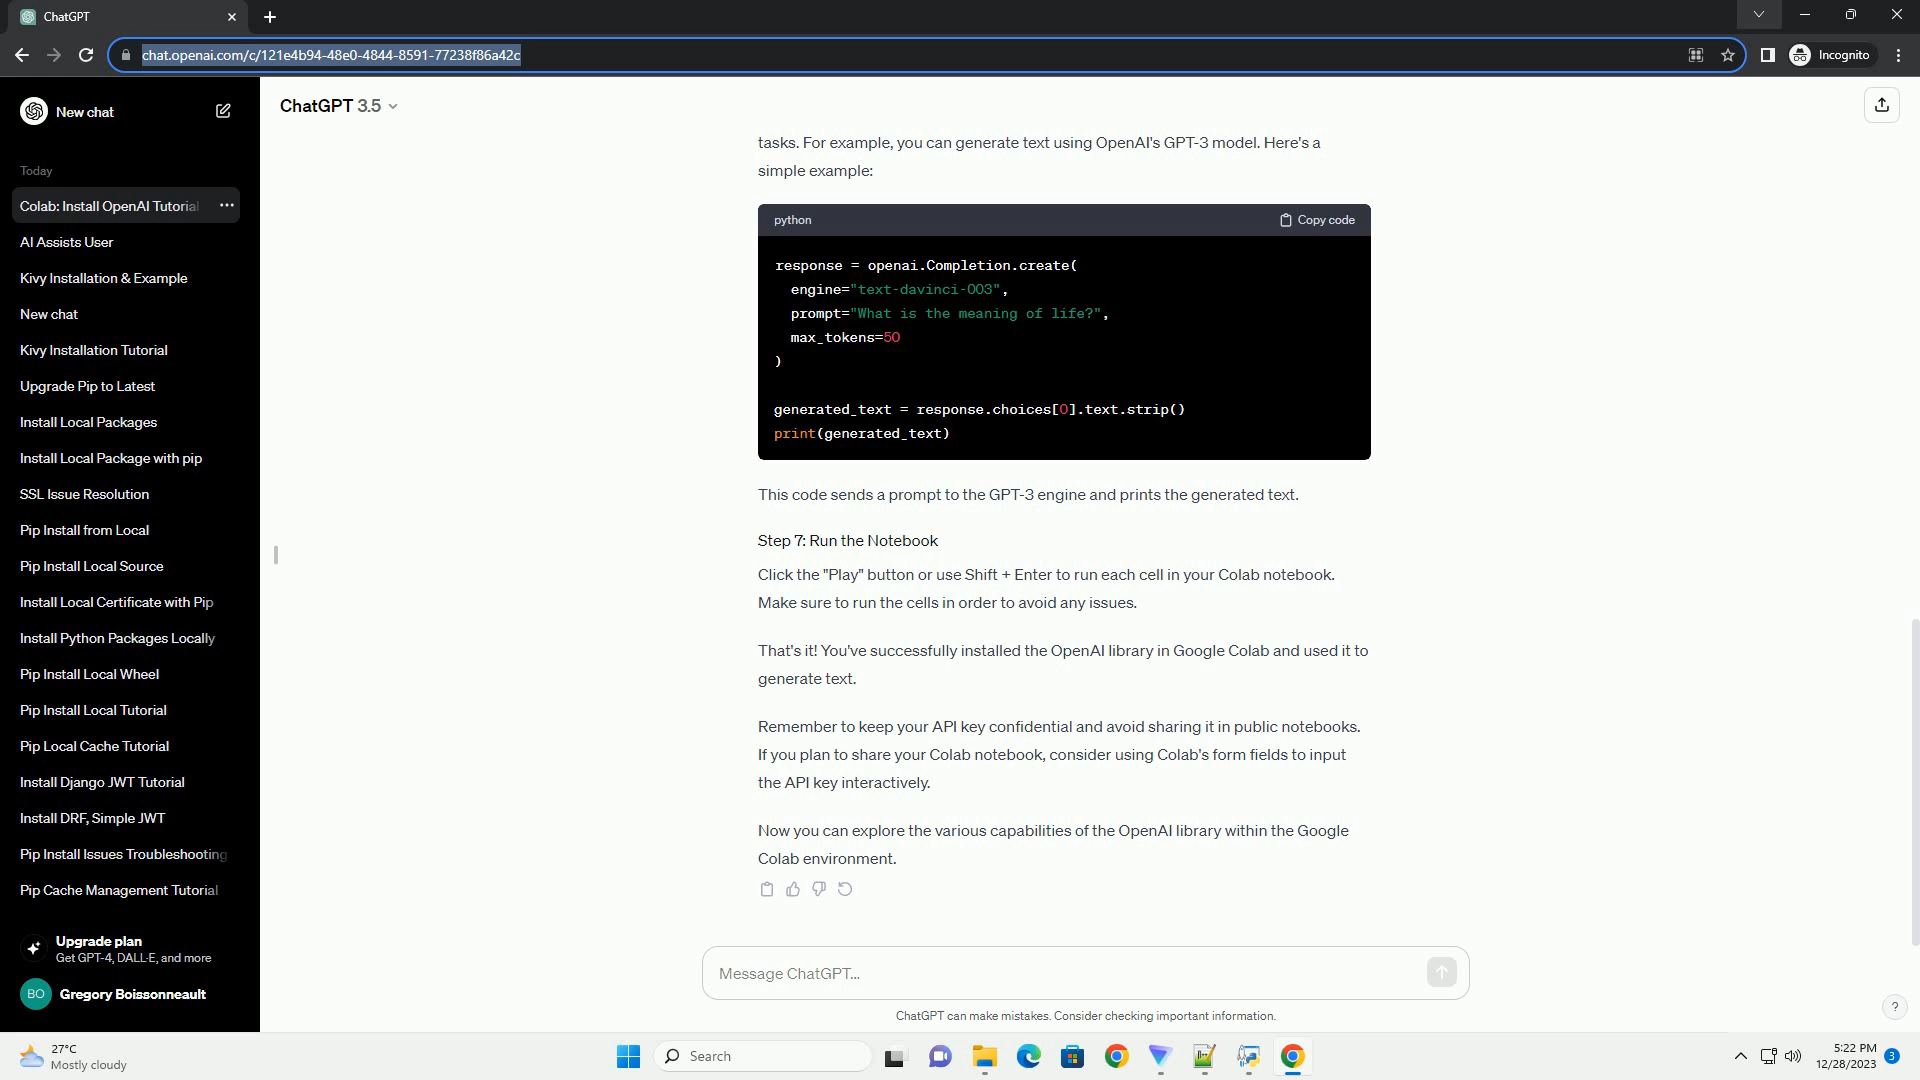 ChatGPT
chat.openai.com/c/121e4b94-48e0-4844-8591-77238f86a42c
Incognito
New chat
Today
Colab: Install OpenAI Tutorial
AI Assists User
Kivy Installation & Example
New chat
Kivy Installation Tutorial
Upgrade Pip to Latest
Install Local Packages
Install Local Package with pip
SSL Issue Resolution
Pip Install from Local
Pip Install Local Source
Install Local Certificate with Pip
Install Python Packages Locally
Pip Install Local Wheel
Pip Install Local Tutorial
Pip Local Cache Tutorial
Install Django JWT Tutorial
Install DRF, Simple JWT
Pip Install Issues Troubleshooting
Pip Cache Management Tutorial
Upgrade plan
Get GPT-4, DALL·E, and more
BO Gregory Boissonneault
ChatGPT 3.5
tasks. For example, you can generate text using OpenAI's GPT-3 model. Here's a
simple example:
python Copy code
response = openai.Completion.create(
engine="text-davinci-003",
prompt="What is the meaning of life?",
max_tokens=50
)
generated_text = response.choices[0].text.strip()
print(generated_text)
This code sends a prompt to the GPT-3 engine and prints the generated text.
Step 7: Run the Notebook
Click the "Play" button or use Shift + Enter to run each cell in your Colab notebook.
Make sure to run the cells in order to avoid any issues.
That's it! You've successfully installed the OpenAI library in Google Colab and used it to
generate text.
Remember to keep your API key confidential and avoid sharing it in public notebooks.
If you plan to share your Colab notebook, consider using Colab's form fields to input
the API key interactively.
Now you can explore the various capabilities of the OpenAI library within the Google
Colab environment.
Message ChatGPT...
ChatGPT can make mistakes. Consider checking important information.
?
27°C
Mostly cloudy
Search
5:22 PM
12/28/2023
3